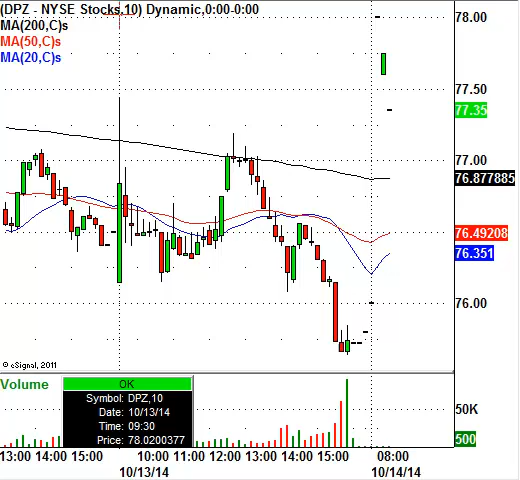 (DPZ - NYSE Stocks,10) Dynamic,0:00-0:00
MA(200,C)s
MA(50,C)s
MA(20,C)s
78.00
77.50
77.35
77.00
76.877885
76.49208
76.351
76.00
© eSignal, 2011
Volume
OK
Symbol: DPZ,10
Date: 10/13/14
Time: 09:30
Price: 78.0200377
50K
500
13:00 14:00 15:00 10:00 11:00 12:00 13:00 14:00 15:00 08:00
10/13/14 10/14/14